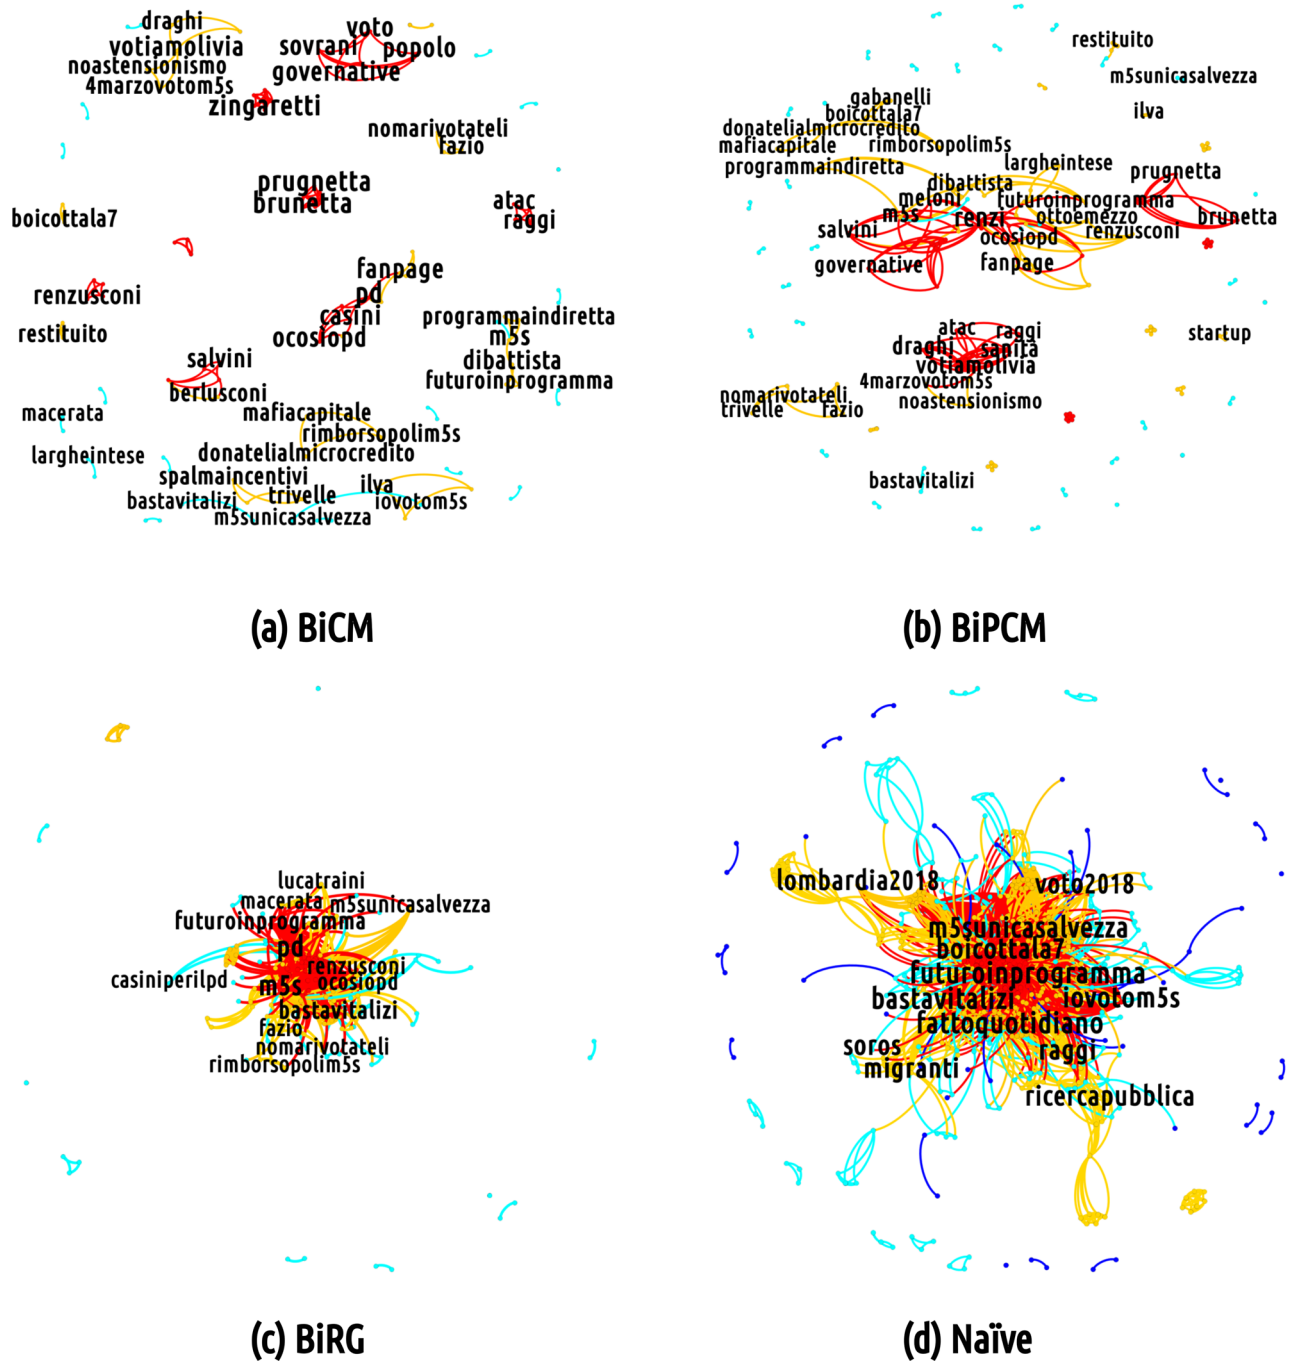 draghi
votiamolivia
noastensionismo
4marzovotom5s
voto
sovrani
popolo
governative
zingaretti
nomarivotateli
fazio
prugnetta
brunetta
atac
raggi
boicottala7
fanpage
pd
casini
ocosiopd
renzusconi
restituito
programmaindiretta
m5s
dibattista
futuroinprogramma
salvini
berlusconi
macerata
mafiacapitale
rimborsopolim5s
largheintese
donatelialmicrocredito
spalmaincentivi
trivelle
ilva
bastavitalizi
iovotom5s
m5sunicasalvezza
(a) BiCM
restituito
m5sunicasalvezza
gabanelli
boicottala7
ilva
donatelialmicrocredito
mafiacapitale
rimborsopolim5s
programmaindiretta
largheintese
prugnetta
dibattista
meloni
futuroinprogramma
m5s
renzi
ottoemezzo
brunetta
salvini
ocosiopd
renzusconi
governative
fanpage
atac
raggi
startup
draghi
sanità
votiamolivia
4marzovotom5s
nomarivotateli
noastensionismo
trivelle
fazio
bastavitalizi
(b) BiPCM
lucatraini
macerata
m5sunicasalvezza
futuroinprogramma
pd
renzusconi
casiniperilpd
m5s
ocosiopd
bastavitalizi
fazio
nomarivotateli
rimborsopolim5s
(c) BiRG
lombardia2018
voto2018
m5sunicasalvezza
boicottala7
futuroinprogramma
bastavitalizi
iovotom5s
fattoquotidiano
soros
raggi
migranti
ricercapubblica
(d) Naïve